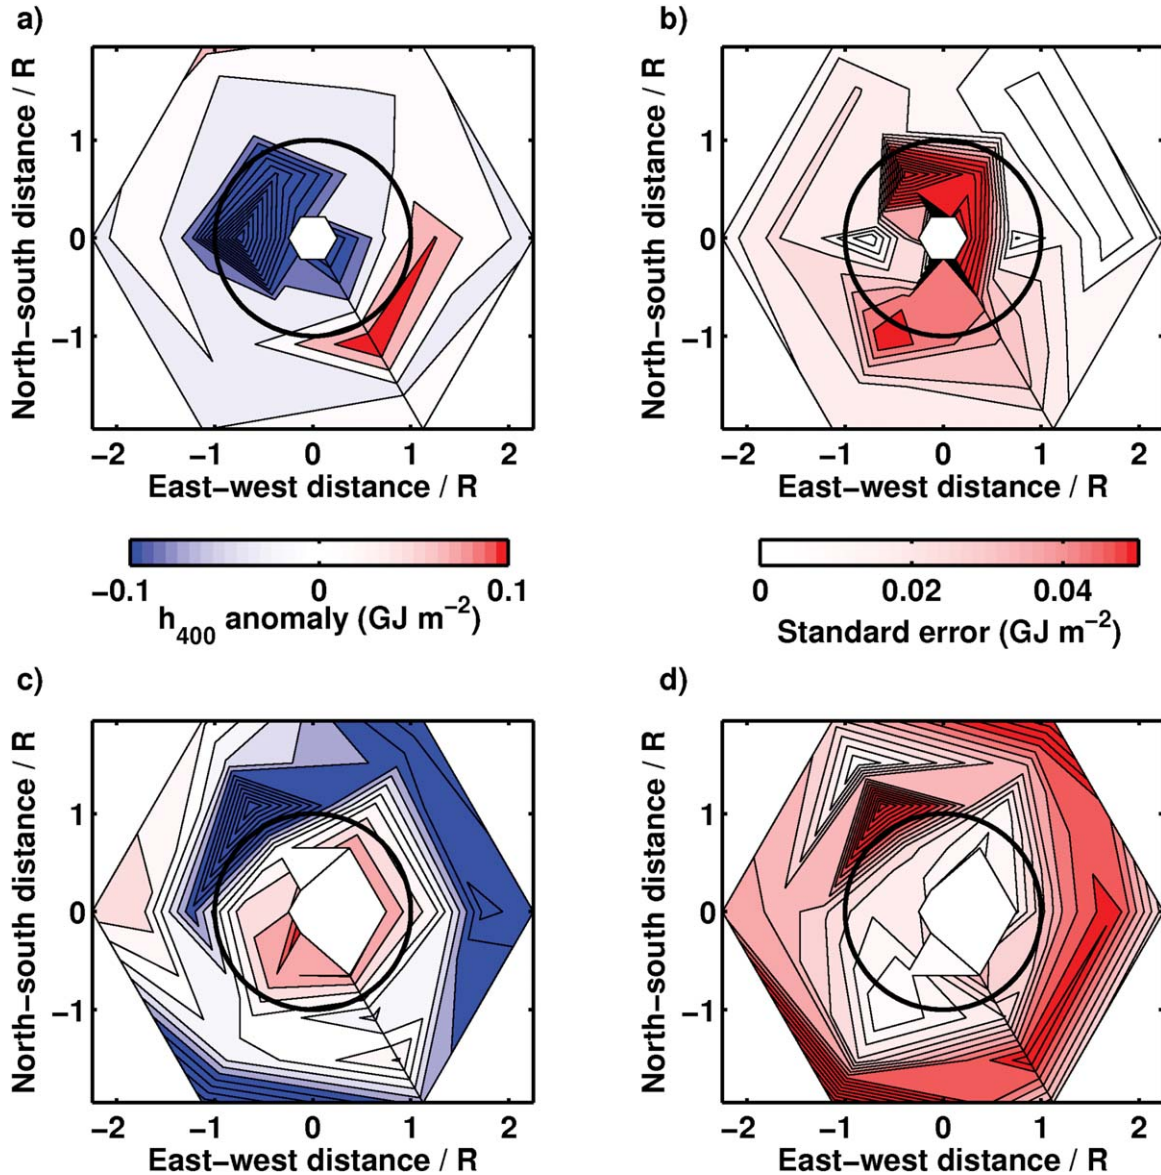 a)
b)
North−south distance / R
1
0
−1
−2
−1
0
1
2
East−west distance / R
North−south distance / R
1
0
−1
−2
−1
0
1
2
East−west distance / R
−0.1
0
0.1
h400 anomaly (GJ m−2)
0
0.02
0.04
Standard error (GJ m−2)
c)
d)
North−south distance / R
1
0
−1
−2
−1
0
1
2
East−west distance / R
North−south distance / R
1
0
−1
−2
−1
0
1
2
East−west distance / R